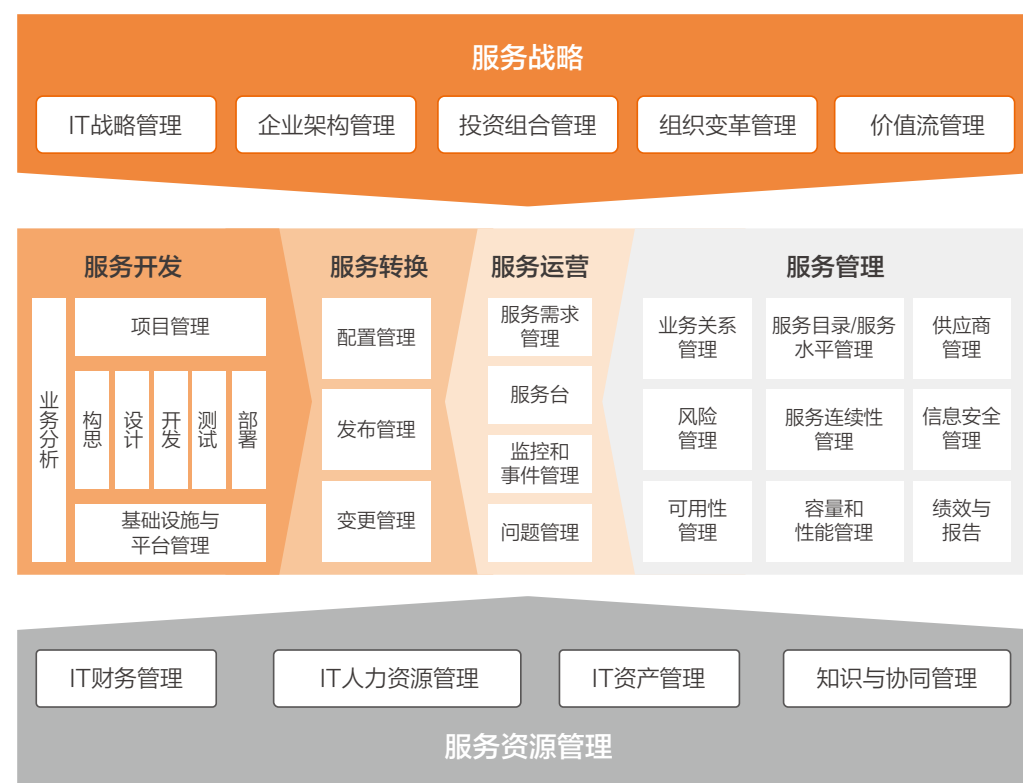 服务战略
IT战略管理
企业架构管理
投资组合管理
组织变革管理
价值流管理
服务开发
业务分析
项目管理
构思
设计
开发
测试
部署
基础设施与
平台管理
服务转换
配置管理
发布管理
变更管理
服务运营
服务需求
管理
服务台
监控和
事件管理
问题管理
服务管理
业务关系
管理
服务目录/服务
水平管理
供应商
管理
风险
管理
服务连续性
管理
信息安全
管理
可用性
管理
容量和
性能管理
绩效与
报告
IT财务管理
IT人力资源管理
IT资产管理
知识与协同管理
服务资源管理